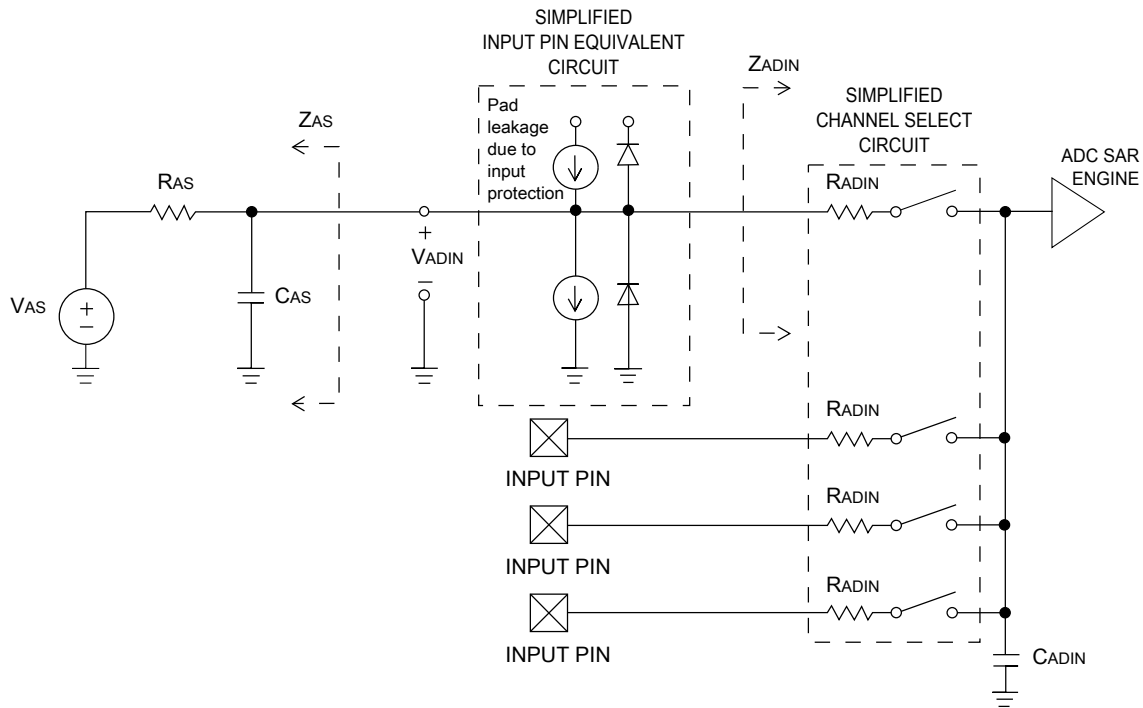 SIMPLIFIED
INPUT PIN EQUIVALENT
CIRCUIT
ZADIN
SIMPLIFIED
CHANNEL SELECT
CIRCUIT
Pad
leakage
due to
input
protection
ZAS
RAS
RADIN
ADC SAR
ENGINE
+
VADIN
–
CAS
VAS
+
–
RADIN
INPUT PIN
RADIN
INPUT PIN
RADIN
INPUT PIN
CADIN